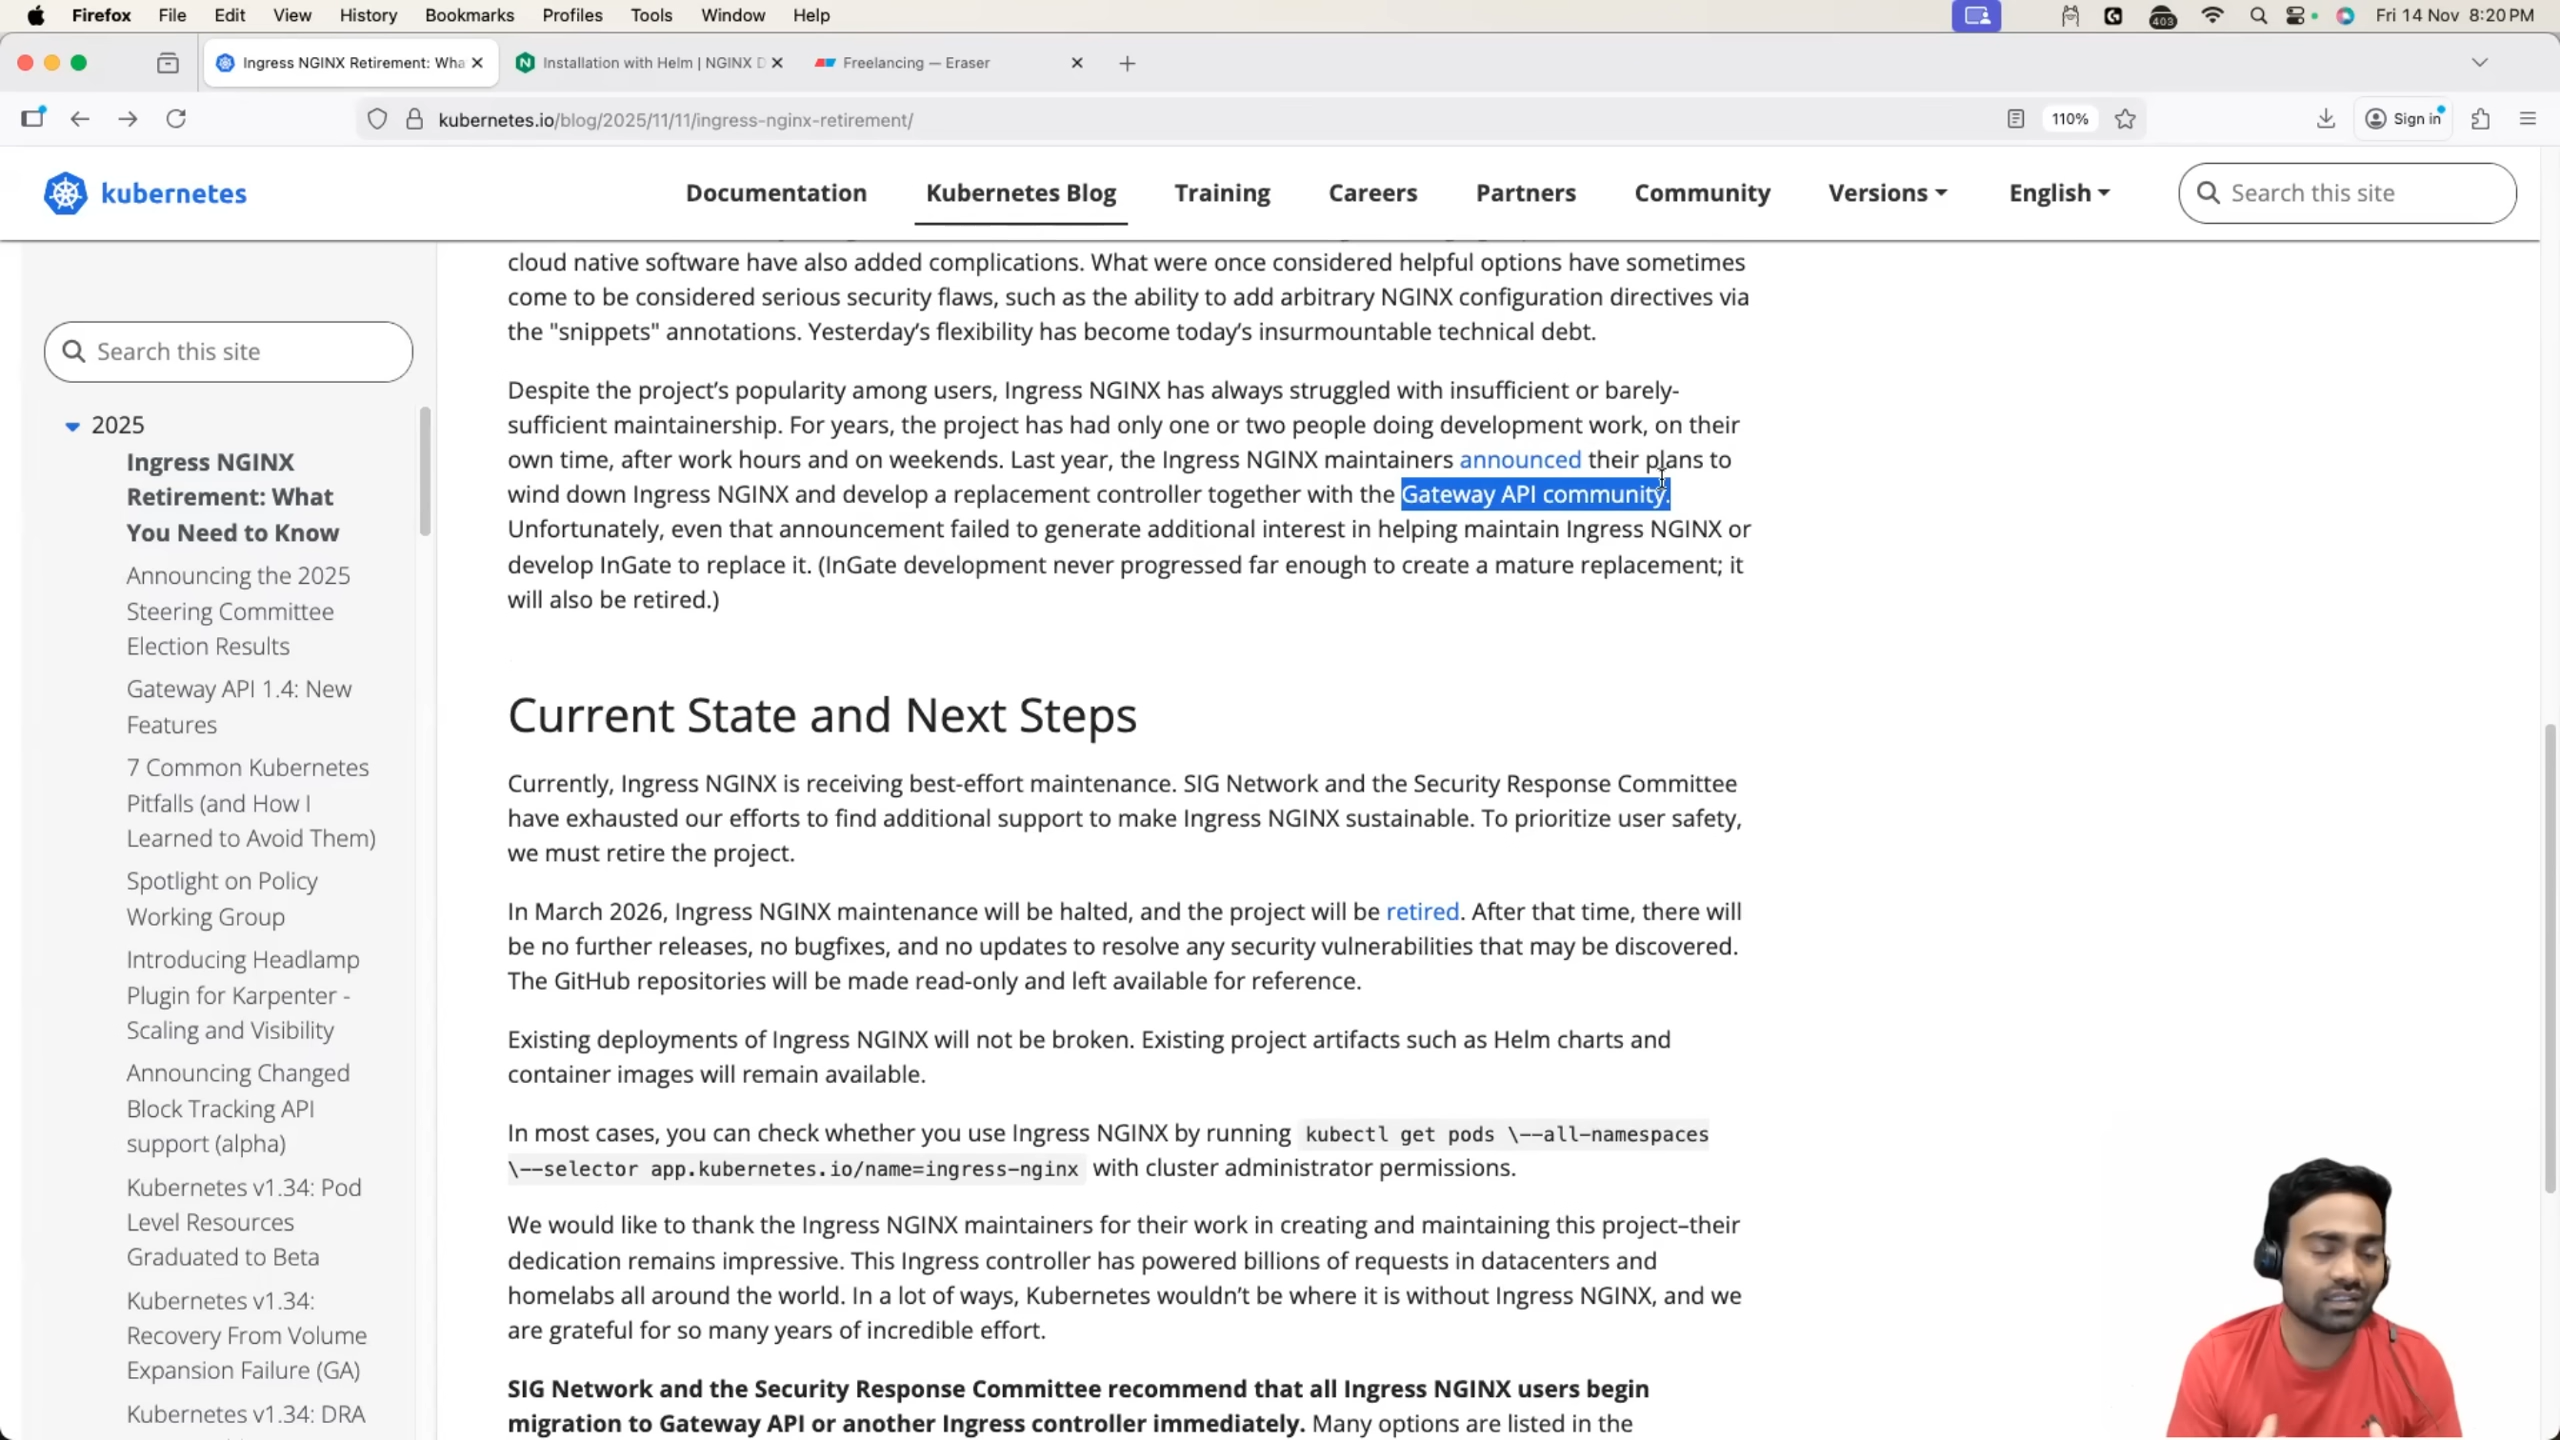 Firefox File Edit View History Bookmarks Profiles Tools Window Help
403
Fri 14 Nov 8:20 PM
Ingress NGINX Retirement: Wha
Installation with Helm | NGINX D
Freelancing — Eraser
kubernetes.io/blog/2025/11/11/ingress-nginx-retirement/
110%
Sign in
kubernetes
Documentation Kubernetes Blog Training Careers Partners Community Versions English
Search this site
Search this site
2025
Ingress NGINX
Retirement: What
You Need to Know
Announcing the 2025
Steering Committee
Election Results
Gateway API 1.4: New
Features
7 Common Kubernetes
Pitfalls (and How I
Learned to Avoid Them)
Spotlight on Policy
Working Group
Introducing Headlamp
Plugin for Karpenter -
Scaling and Visibility
Announcing Changed
Block Tracking API
support (alpha)
Kubernetes v1.34: Pod
Level Resources
Graduated to Beta
Kubernetes v1.34:
Recovery From Volume
Expansion Failure (GA)
Kubernetes v1.34: DRA
cloud native software have also added complications. What were once considered helpful options have sometimes
come to be considered serious security flaws, such as the ability to add arbitrary NGINX configuration directives via
the "snippets" annotations. Yesterday’s flexibility has become today’s insurmountable technical debt.
Despite the project’s popularity among users, Ingress NGINX has always struggled with insufficient or barely-
sufficient maintainership. For years, the project has had only one or two people doing development work, on their
own time, after work hours and on weekends. Last year, the Ingress NGINX maintainers announced their plans to
wind down Ingress NGINX and develop a replacement controller together with the Gateway API community.
Unfortunately, even that announcement failed to generate additional interest in helping maintain Ingress NGINX or
develop InGate to replace it. (InGate development never progressed far enough to create a mature replacement; it
will also be retired.)
Current State and Next Steps
Currently, Ingress NGINX is receiving best-effort maintenance. SIG Network and the Security Response Committee
have exhausted our efforts to find additional support to make Ingress NGINX sustainable. To prioritize user safety,
we must retire the project.
In March 2026, Ingress NGINX maintenance will be halted, and the project will be retired. After that time, there will
be no further releases, no bugfixes, and no updates to resolve any security vulnerabilities that may be discovered.
The GitHub repositories will be made read-only and left available for reference.
Existing deployments of Ingress NGINX will not be broken. Existing project artifacts such as Helm charts and
container images will remain available.
In most cases, you can check whether you use Ingress NGINX by running kubectl get pods \--all-namespaces
\--selector app.kubernetes.io/name=ingress-nginx with cluster administrator permissions.
We would like to thank the Ingress NGINX maintainers for their work in creating and maintaining this project–their
dedication remains impressive. This Ingress controller has powered billions of requests in datacenters and
homelabs all around the world. In a lot of ways, Kubernetes wouldn’t be where it is without Ingress NGINX, and we
are grateful for so many years of incredible effort.
SIG Network and the Security Response Committee recommend that all Ingress NGINX users begin
migration to Gateway API or another Ingress controller immediately. Many options are listed in the